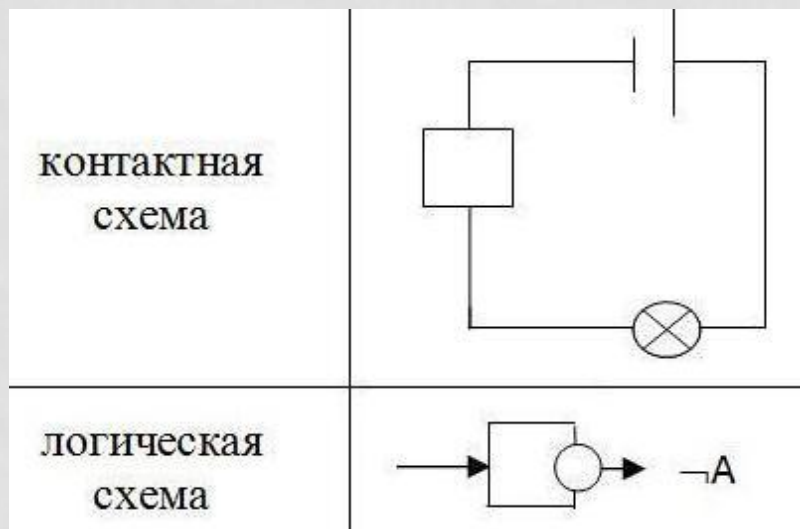 контактная
схема
логическая
схема
¬A